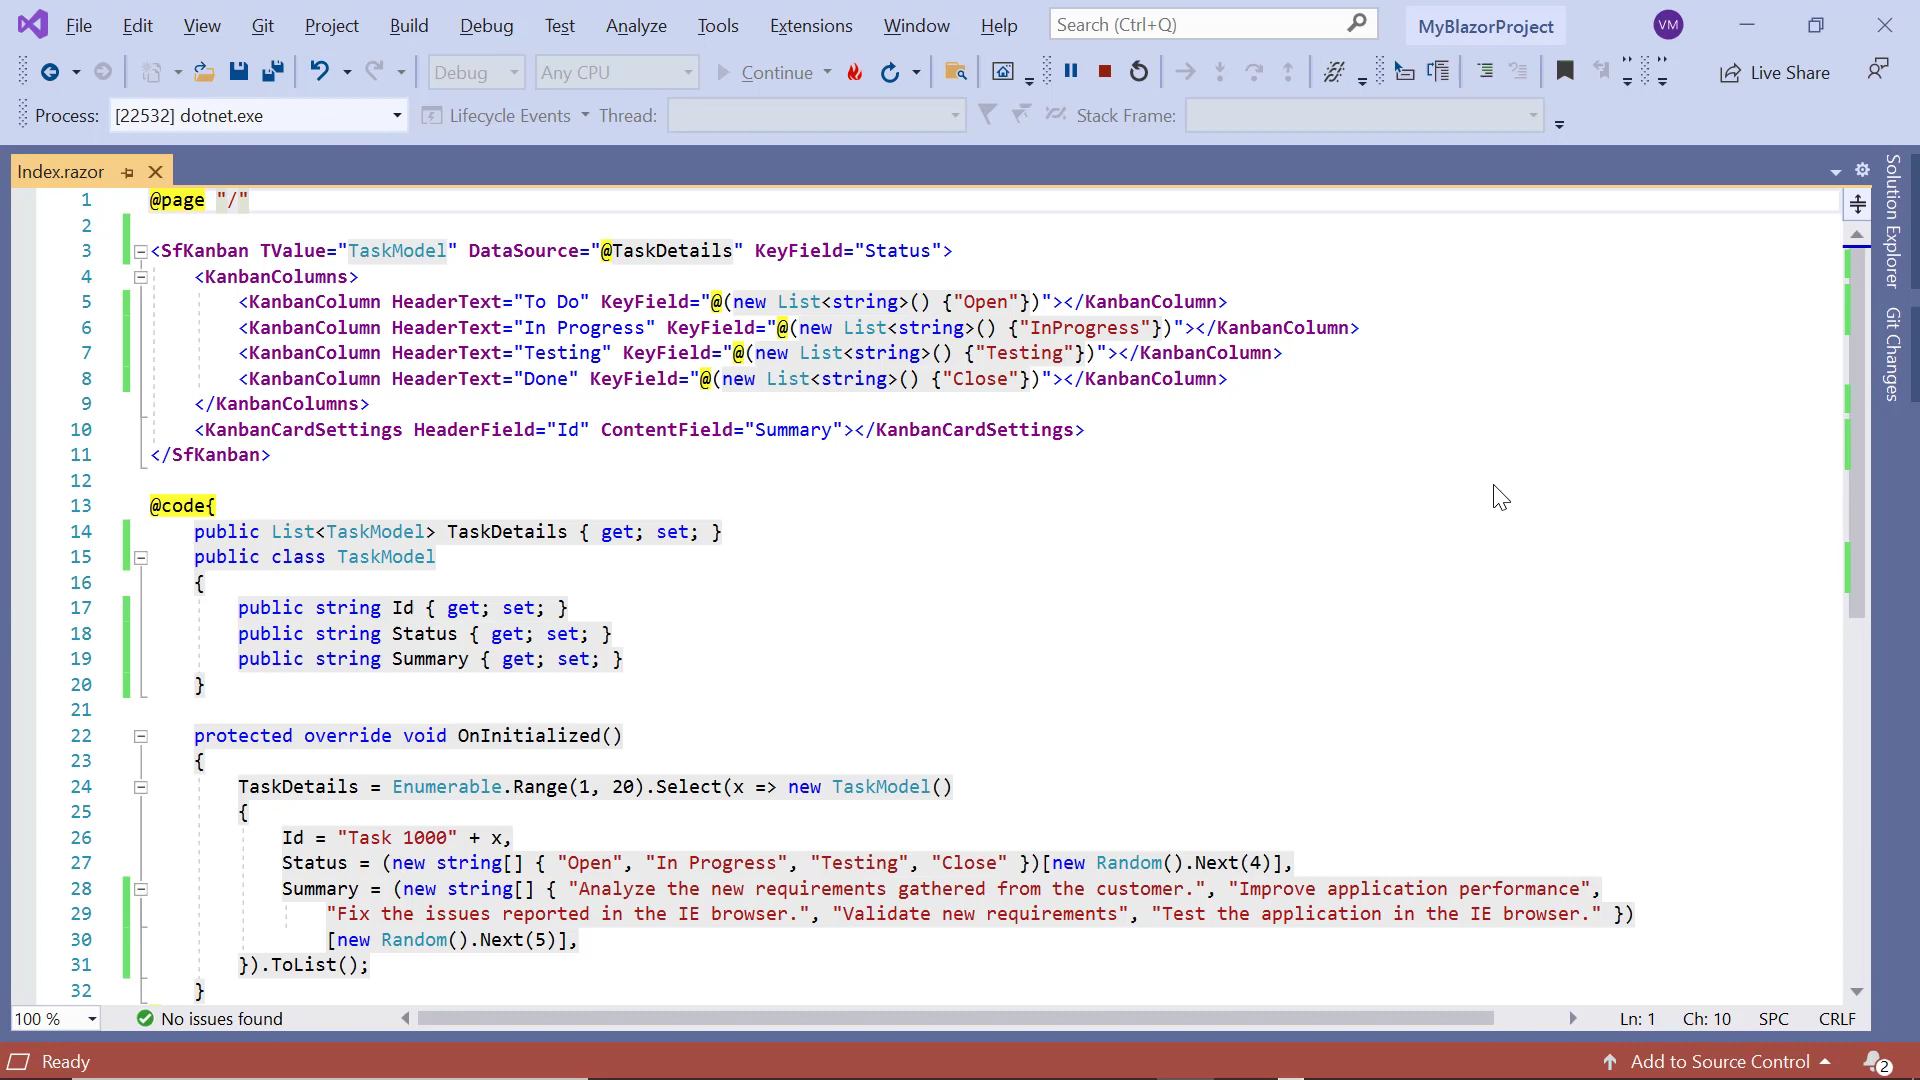 File Edit View Git Project Build Debug Test Analyze Tools Extensions Window Help Search (Ctrl+Q) MyBlazorProject VM
Debug Any CPU Continue Live Share
Process: [22532] dotnet.exe Lifecycle Events Thread: Stack Frame:
Index.razor
1 @page "/"
2
3 <SfKanban TValue="TaskModel" DataSource="@TaskDetails" KeyField="Status">
4 <KanbanColumns>
5 <KanbanColumn HeaderText="To Do" KeyField="@(new List<string>() {"Open"})"></KanbanColumn>
6 <KanbanColumn HeaderText="In Progress" KeyField="@(new List<string>() {"InProgress"})"></KanbanColumn>
7 <KanbanColumn HeaderText="Testing" KeyField="@(new List<string>() {"Testing"})"></KanbanColumn>
8 <KanbanColumn HeaderText="Done" KeyField="@(new List<string>() {"Close"})"></KanbanColumn>
9 </KanbanColumns>
10 <KanbanCardSettings HeaderField="Id" ContentField="Summary"></KanbanCardSettings>
11 </SfKanban>
12
13 @code{
14 public List<TaskModel> TaskDetails { get; set; }
15 public class TaskModel
16 {
17 public string Id { get; set; }
18 public string Status { get; set; }
19 public string Summary { get; set; }
20 }
21
22 protected override void OnInitialized()
23 {
24 TaskDetails = Enumerable.Range(1, 20).Select(x => new TaskModel()
25 {
26 Id = "Task 1000" + x,
27 Status = (new string[] { "Open", "In Progress", "Testing", "Close" })[new Random().Next(4)],
28 Summary = (new string[] { "Analyze the new requirements gathered from the customer.", "Improve application performance",
29 "Fix the issues reported in the IE browser.", "Validate new requirements", "Test the application in the IE browser." })
30 [new Random().Next(5)],
31 }).ToList();
32 }
Solution Explorer
Git Changes
100 % No issues found Ln: 1 Ch: 10 SPC CRLF
Ready Add to Source Control 2